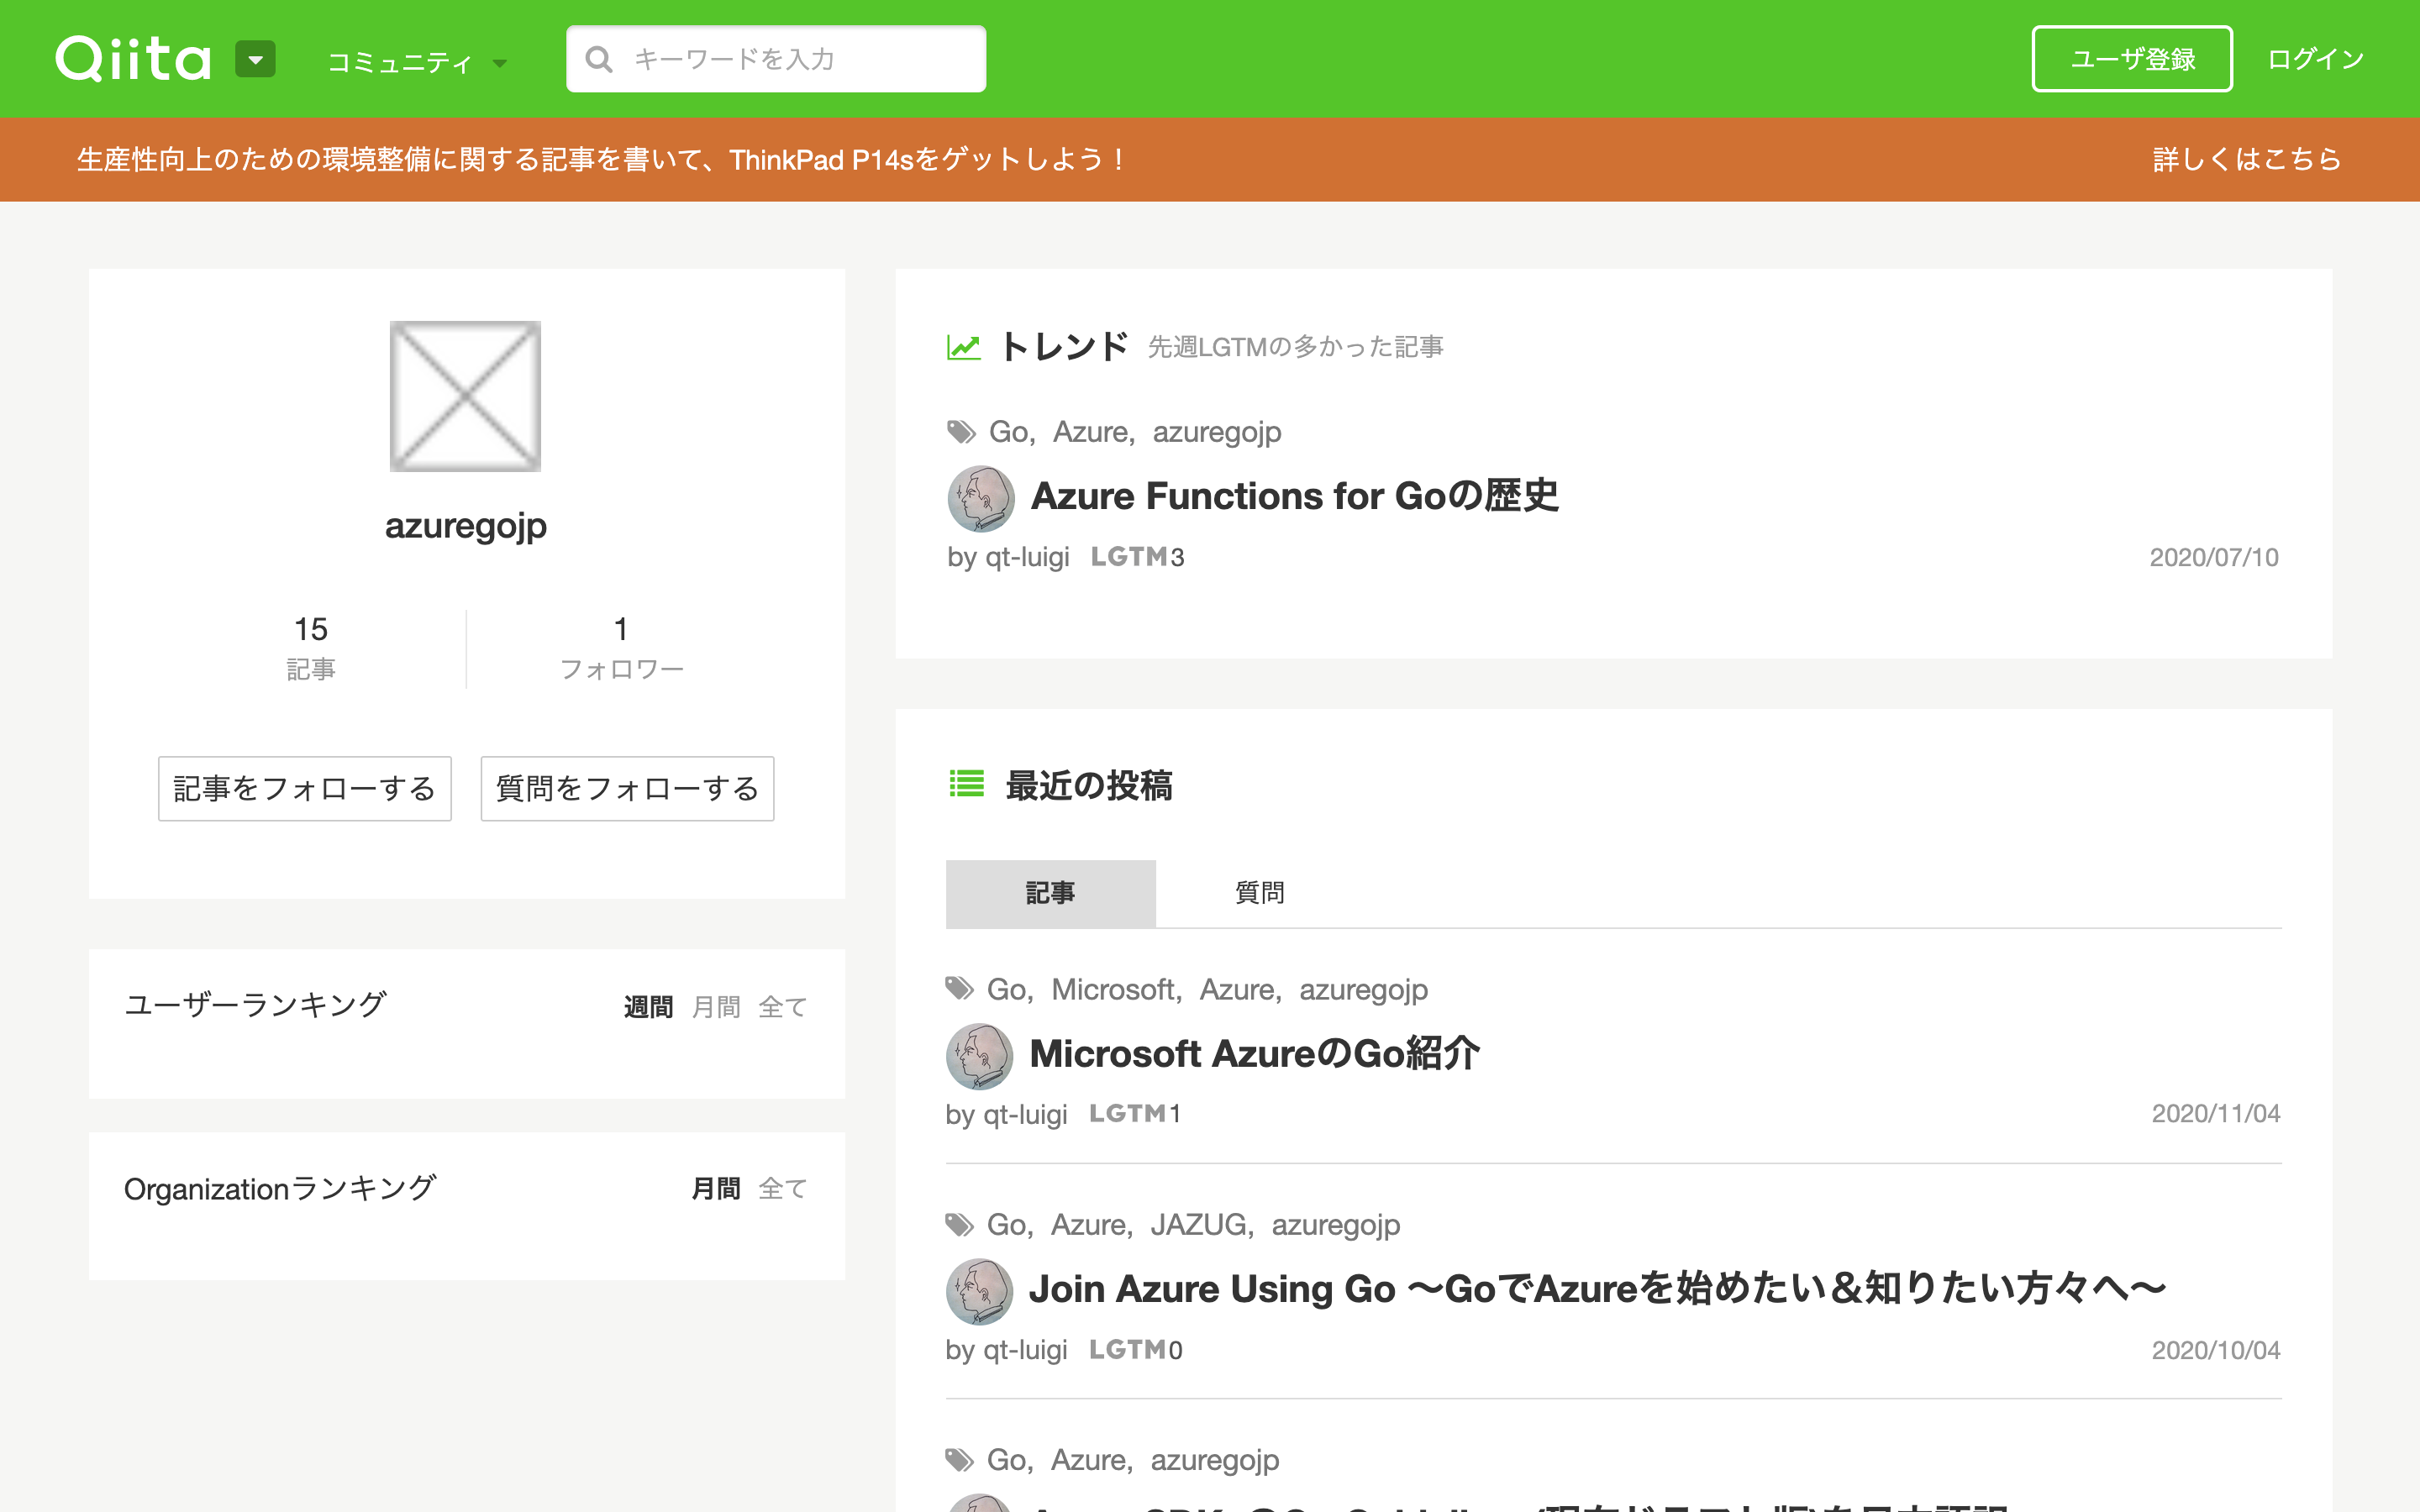 Qiita
コミュニティ
キーワードを入力
ユーザ登録
ログイン
生産性向上のための環境整備に関する記事を書いて、ThinkPad P14sをゲットしよう！
詳しくはこちら
azuregojp
15
記事
1
フォロワー
記事をフォローする
質問をフォローする
ユーザーランキング
週間 月間 全て
Organizationランキング
月間 全て
トレンド 先週LGTMの多かった記事
Go, Azure, azuregojp
Azure Functions for Goの歴史
by qt-luigi LGTM 3
2020/07/10
最近の投稿
記事
質問
Go, Microsoft, Azure, azuregojp
Microsoft AzureのGo紹介
by qt-luigi LGTM 1
2020/11/04
Go, Azure, JAZUG, azuregojp
Join Azure Using Go 〜GoでAzureを始めたい＆知りたい方々へ〜
by qt-luigi LGTM 0
2020/10/04
Go, Azure, azuregojp